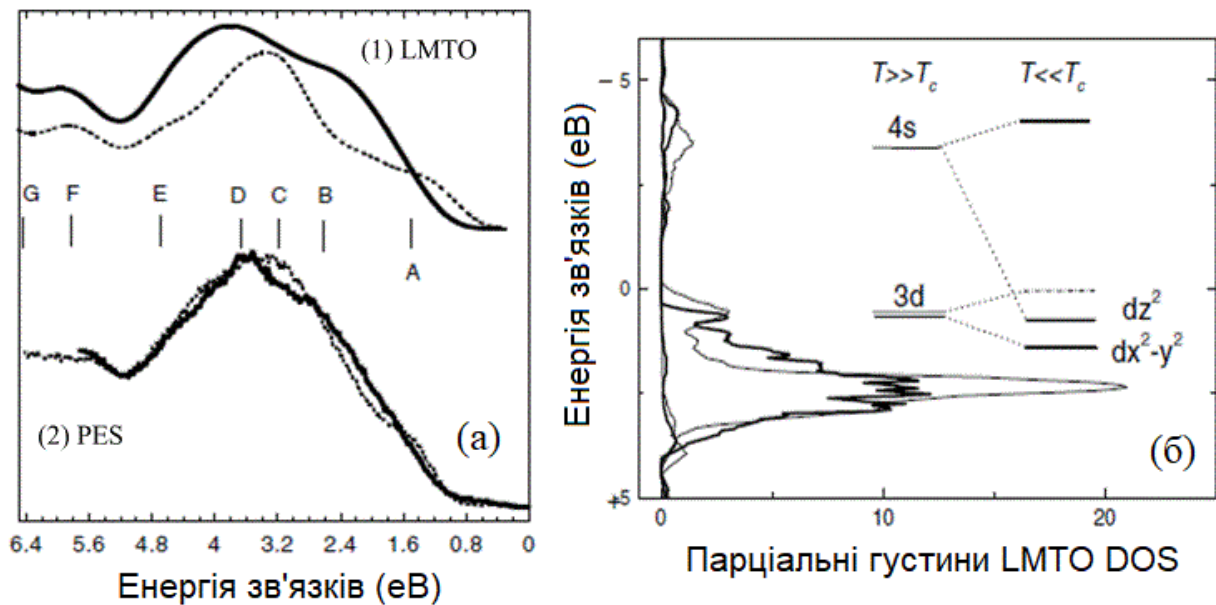 (1) LMTO
G F E D C B
A
(2) PES
(а)
6.4 5.6 4.8 4 3.2 2.4 1.6 0.8 0
Енергія зв'язків (еВ)
Енергія зв'язків (еВ)
− 5
0
+5
T>>Tc T<<Tc
4s
3d
dz²
dx²-y²
(б)
0 10 20
Парціальні густини LMTO DOS